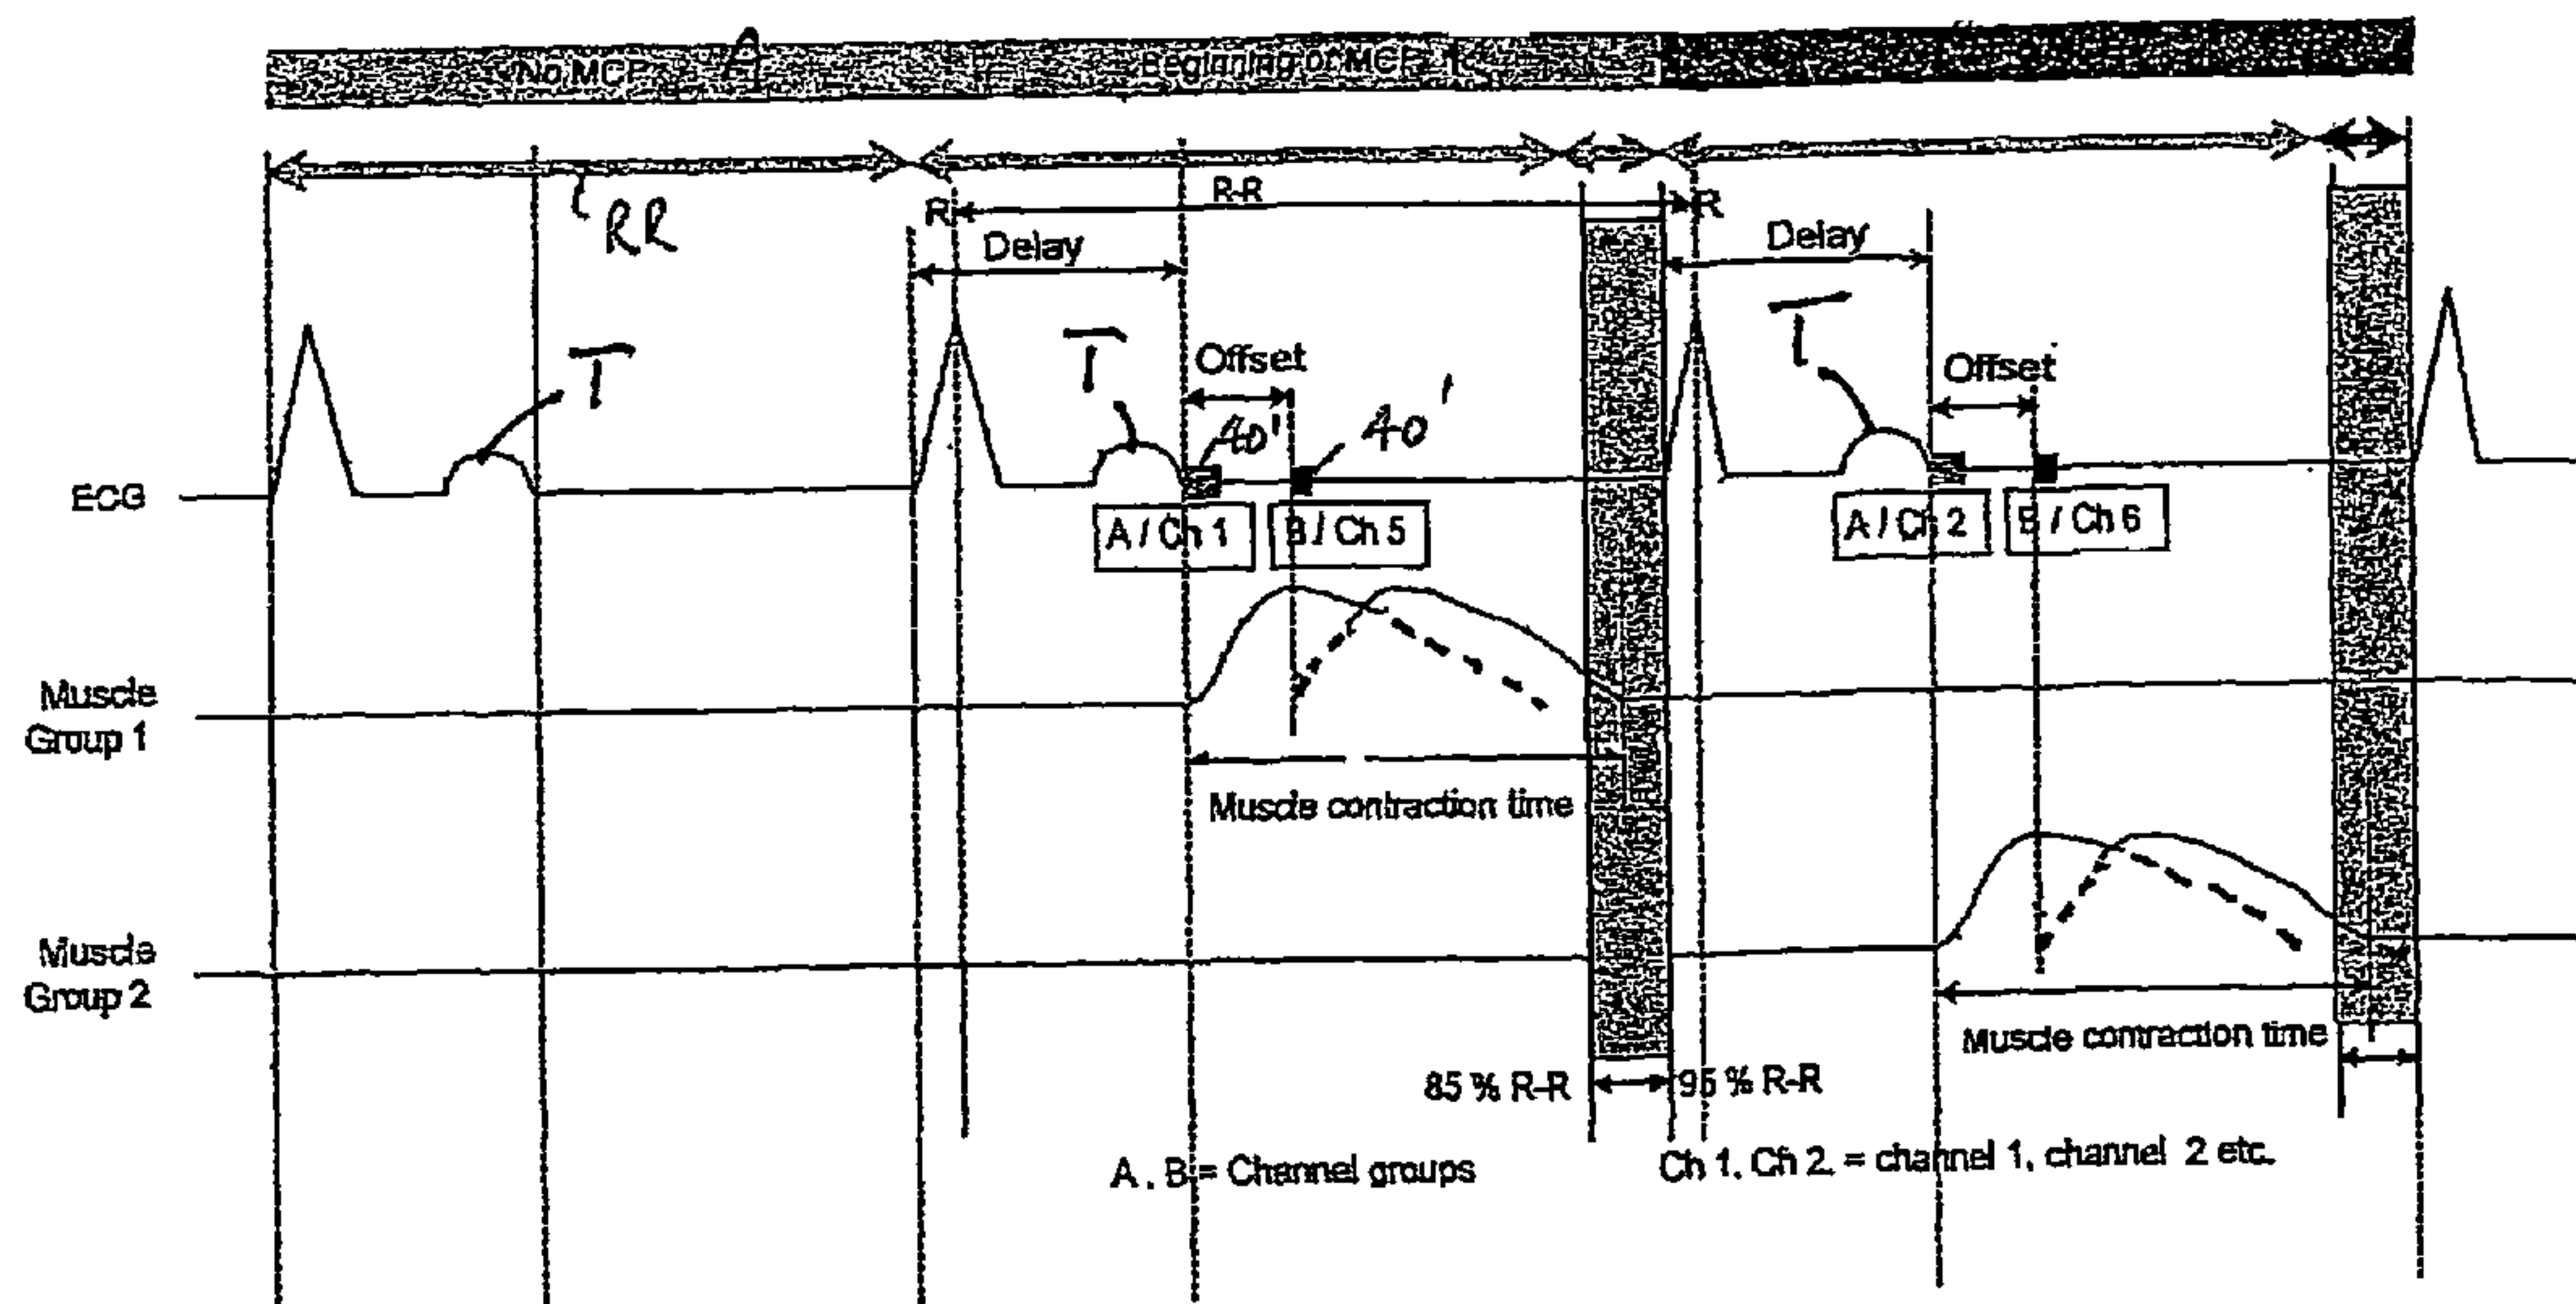 No MCP
Beginning of MCP
RR
R
R-R
R
Delay
Delay
T
T
T
Offset
Offset
40'
40'
ECG
A / Ch 1
B / Ch 5
A / Ch 2
B / Ch 6
Muscle
Group 1
Muscle contraction time
Muscle
Group 2
Muscle contraction time
85 % R-R
95 % R-R
A, B = Channel groups
Ch 1, Ch 2, = channel 1, channel 2 etc.